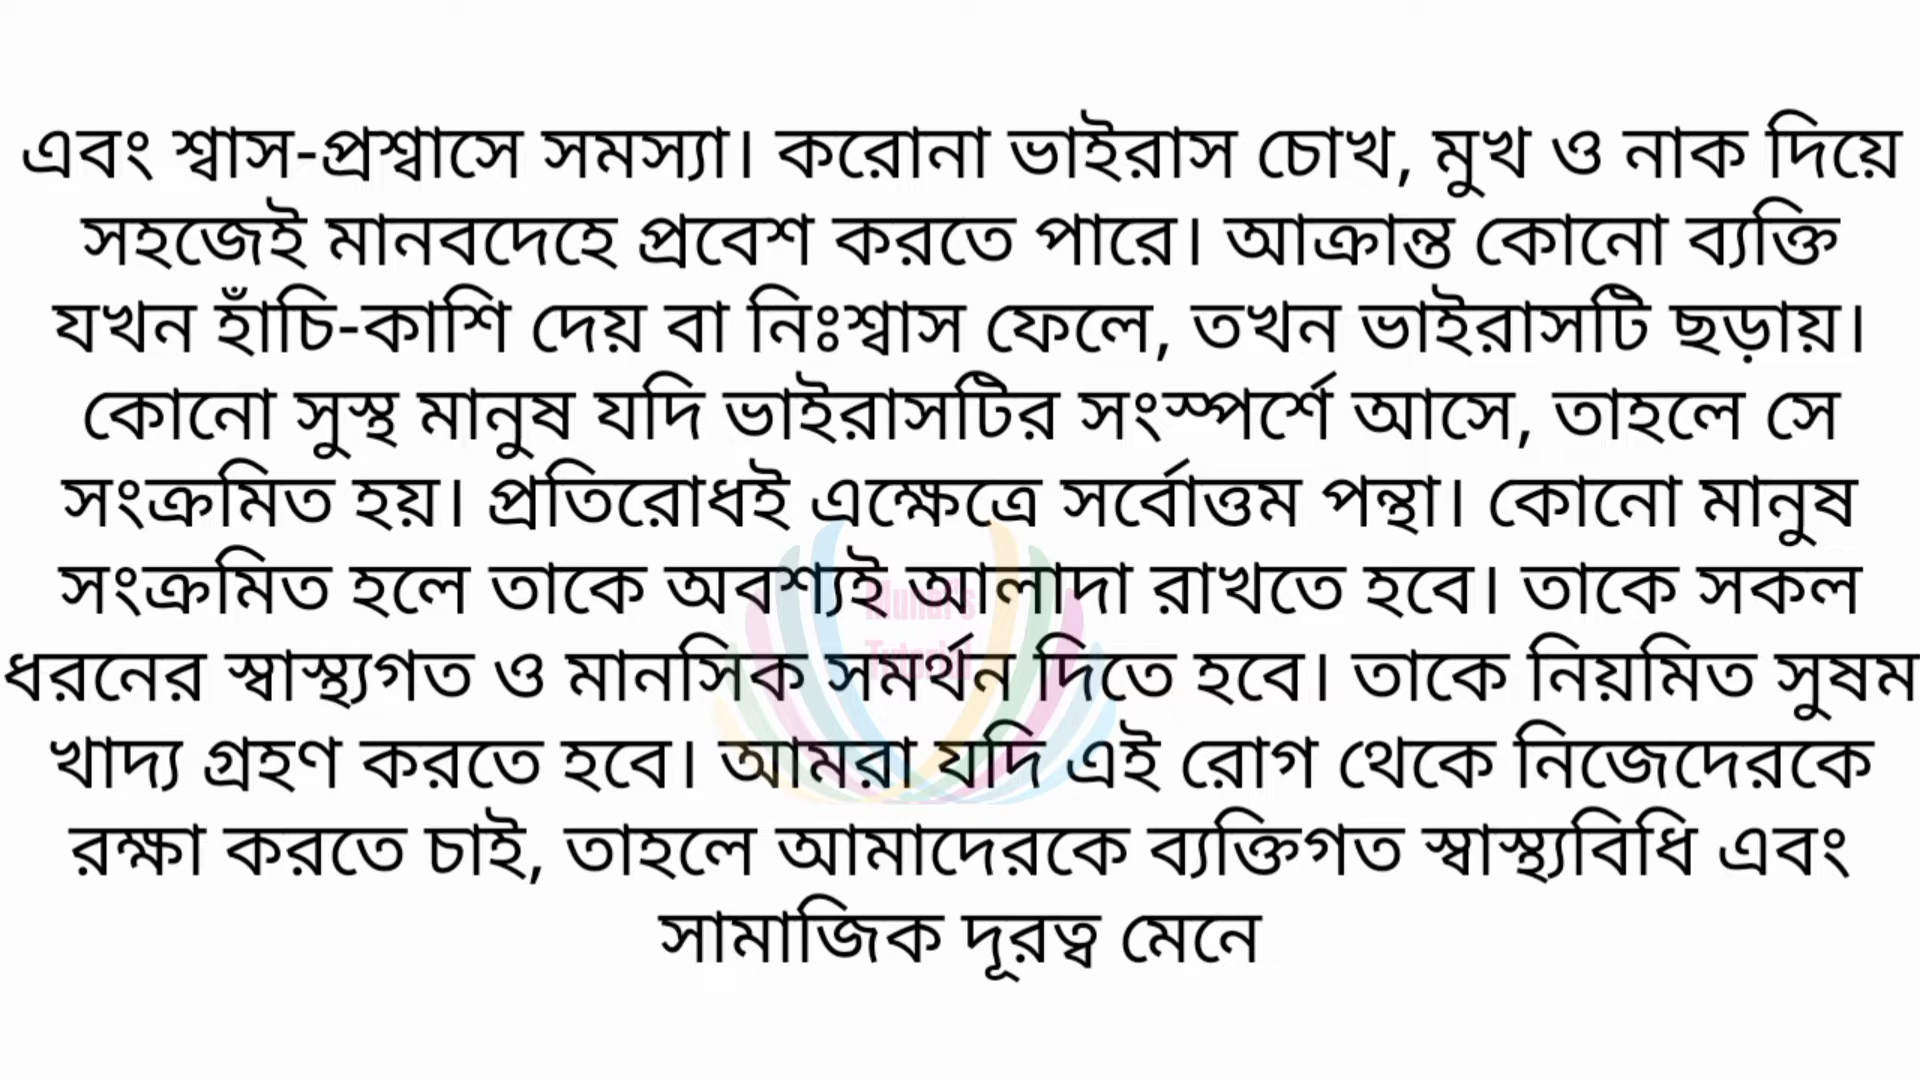 এবং শ্বাস-প্রশ্বাসে সমস্যা। করোনা ভাইরাস চোখ, মুখ ও নাক দিয়ে
সহজেই মানবদেহে প্রবেশ করতে পারে। আক্রান্ত কোনো ব্যক্তি
যখন হাঁচি-কাশি দেয় বা নিঃশ্বাস ফেলে, তখন ভাইরাসটি ছড়ায়।
কোনো সুস্থ মানুষ যদি ভাইরাসটির সংস্পর্শে আসে, তাহলে সে
সংক্রমিত হয়। প্রতিরোধই এক্ষেত্রে সর্বোত্তম পন্থা। কোনো মানুষ
সংক্রমিত হলে তাকে অবশ্যই আলাদা রাখতে হবে। তাকে সকল
ধরনের স্বাস্থ্যগত ও মানসিক সমর্থন দিতে হবে। তাকে নিয়মিত সুষম
খাদ্য গ্রহণ করতে হবে। আমরা যদি এই রোগ থেকে নিজেদেরকে
রক্ষা করতে চাই, তাহলে আমাদেরকে ব্যক্তিগত স্বাস্থ্যবিধি এবং
সামাজিক দূরত্ব মেনে